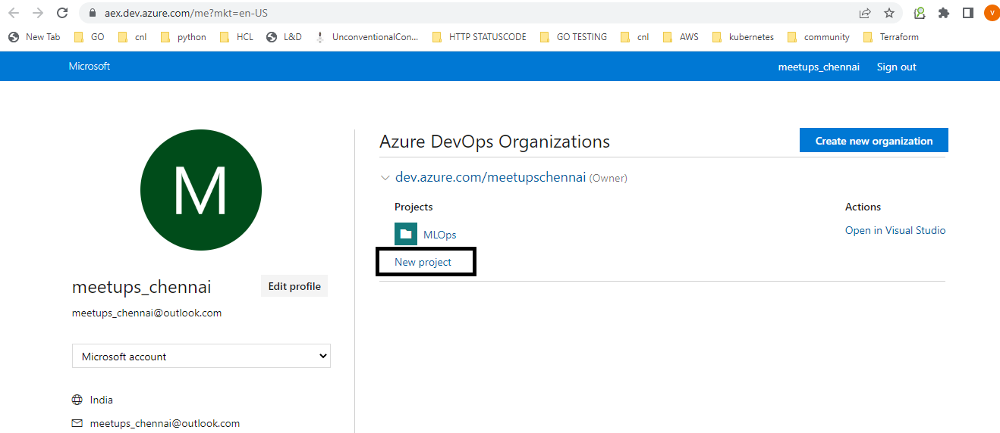 aex.dev.azure.com/me?mkt=en-US
V
New Tab GO cnl python HCL L&D UnconventionalCon... HTTP STATUSCODE GO TESTING cnl AWS kubernetes community Terraform
Microsoft meetups_chennai Sign out
M
meetups_chennai Edit profile
meetups_chennai@outlook.com
Microsoft account
India
meetups_chennai@outlook.com
Azure DevOps Organizations Create new organization
dev.azure.com/meetupschennai (Owner)
Projects Actions
MLOps Open in Visual Studio
New project